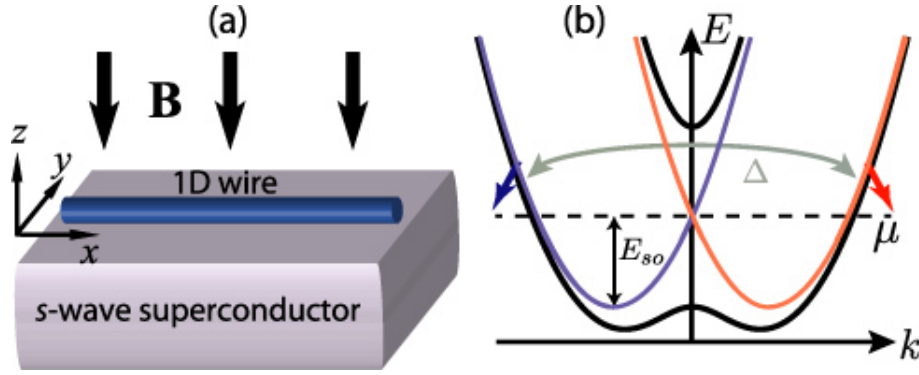 (a)
B
z
y
x
1D wire
s-wave superconductor
(b)
E
Δ
E_so
μ
k